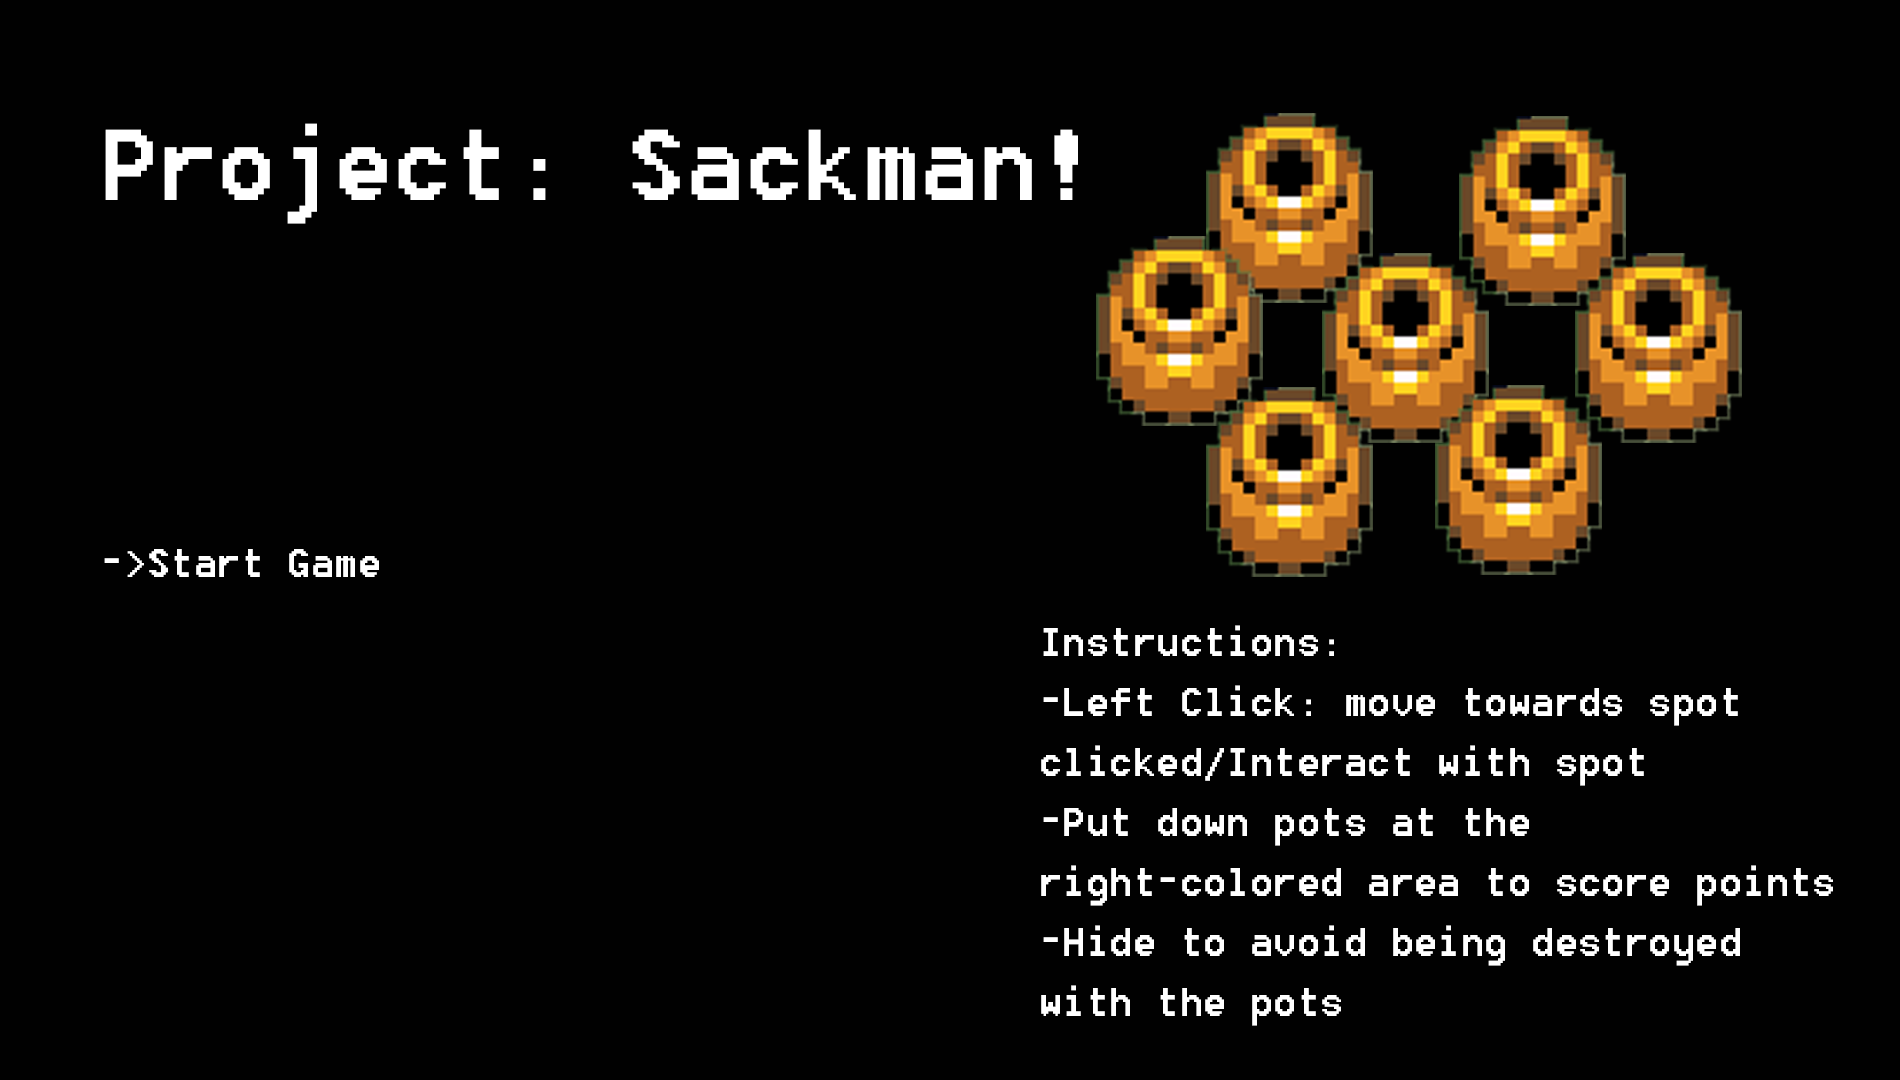 Project: Sackman!
->Start Game
Instructions:
-Left Click: move towards spot
clicked/Interact with spot
-Put down pots at the
right-colored area to score points
-Hide to avoid being destroyed
with the pots